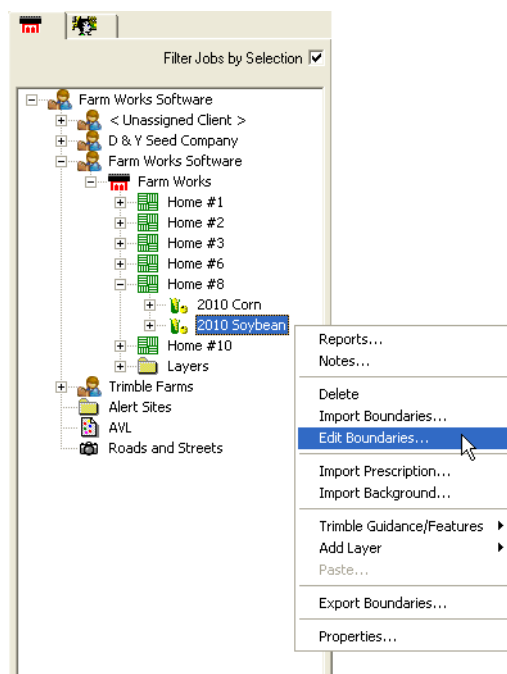 Filter Jobs by Selection
Farm Works Software
< Unassigned Client >
D & Y Seed Company
Farm Works Software
Farm Works
Home #1
Home #2
Home #3
Home #6
Home #8
2010 Corn
2010 Soybean
Home #10
Layers
Trimble Farms
Alert Sites
AVL
Roads and Streets
Reports...
Notes...
Delete
Import Boundaries...
Edit Boundaries...
Import Prescription...
Import Background...
Trimble Guidance/Features
Add Layer
Paste...
Export Boundaries...
Properties...